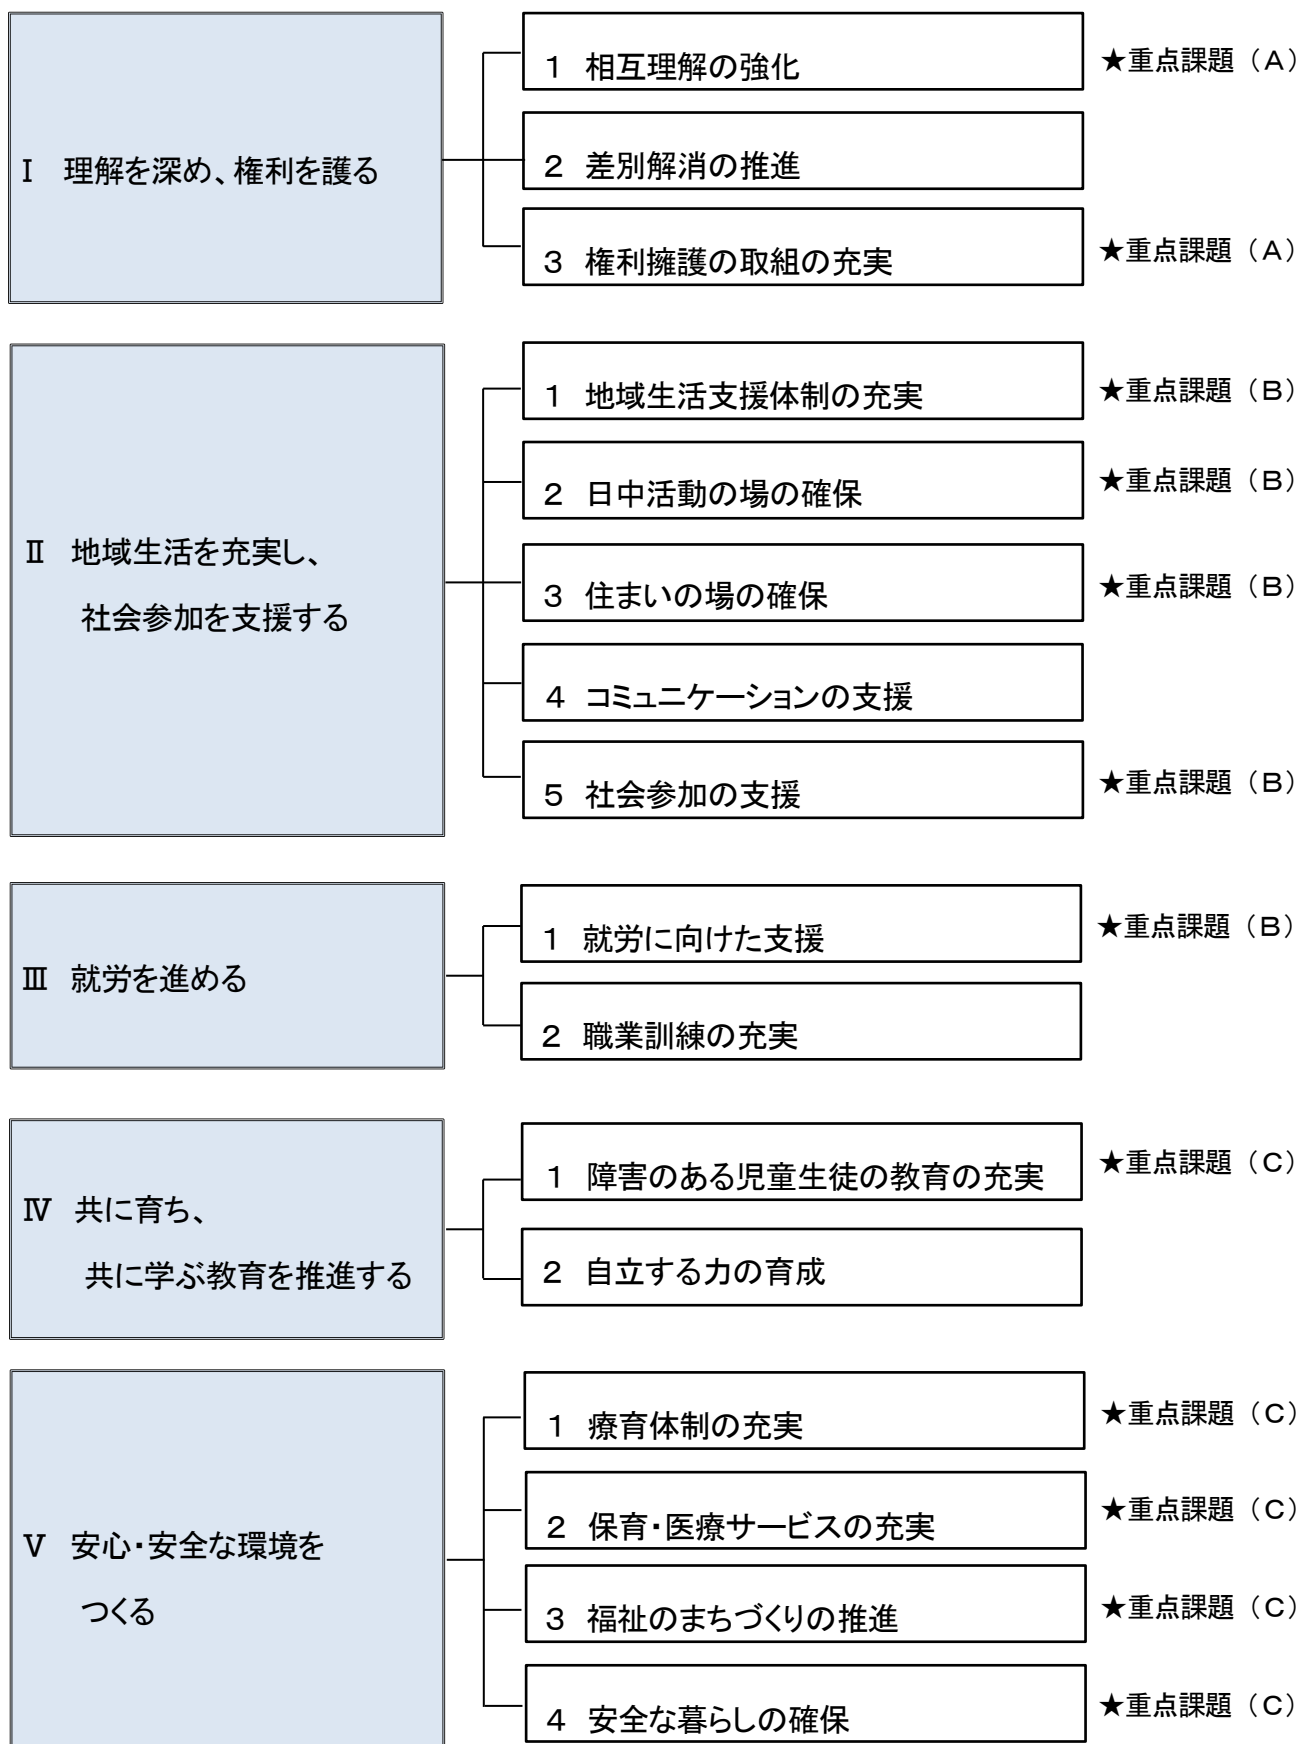 Ⅰ 理解を深め、権利を護る
1 相互理解の強化
★重点課題（A）
2 差別解消の推進
3 権利擁護の取組の充実
★重点課題（A）
Ⅱ 地域生活を充実し、
社会参加を支援する
1 地域生活支援体制の充実
★重点課題（B）
2 日中活動の場の確保
★重点課題（B）
3 住まいの場の確保
★重点課題（B）
4 コミュニケーションの支援
5 社会参加の支援
★重点課題（B）
Ⅲ 就労を進める
1 就労に向けた支援
★重点課題（B）
2 職業訓練の充実
Ⅳ 共に育ち、
共に学ぶ教育を推進する
1 障害のある児童生徒の教育の充実
★重点課題（C）
2 自立する力の育成
Ⅴ 安心・安全な環境を
つくる
1 療育体制の充実
★重点課題（C）
2 保育・医療サービスの充実
★重点課題（C）
3 福祉のまちづくりの推進
★重点課題（C）
4 安全な暮らしの確保
★重点課題（C）